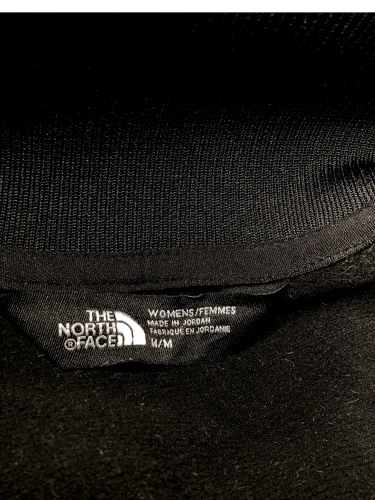 THE
NORTH
®FACE
WOMENS/FEMMES
MADE IN JORDAN
FABRIQUE EN JORDANIE
M/M